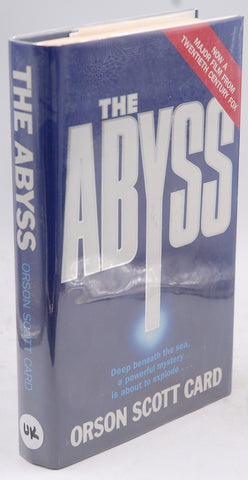 THE ABYSS
ORSON SCOTT CARD
UK
NOW A
MAJOR FILM FROM
TWENTIETH CENTURY FOX
THE
ABYSS
Deep beneath the sea,
a powerful mystery
is about to explode . . .
ORSON SCOTT CARD